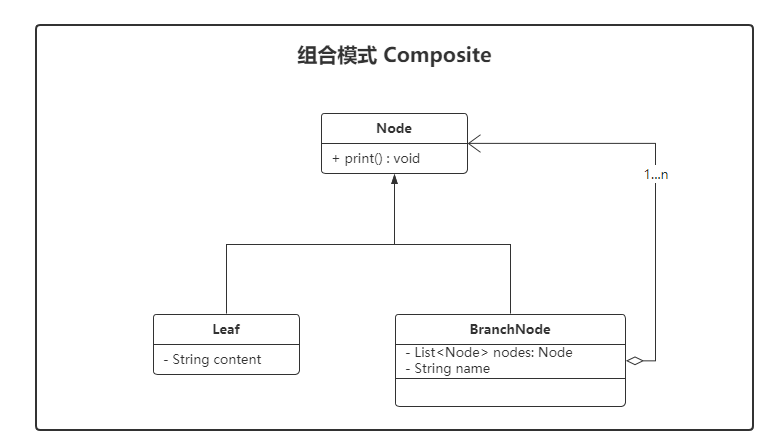 组合模式 Composite
Node
+ print() : void
1...n
Leaf
- String content
BranchNode
- List<Node> nodes: Node
- String name